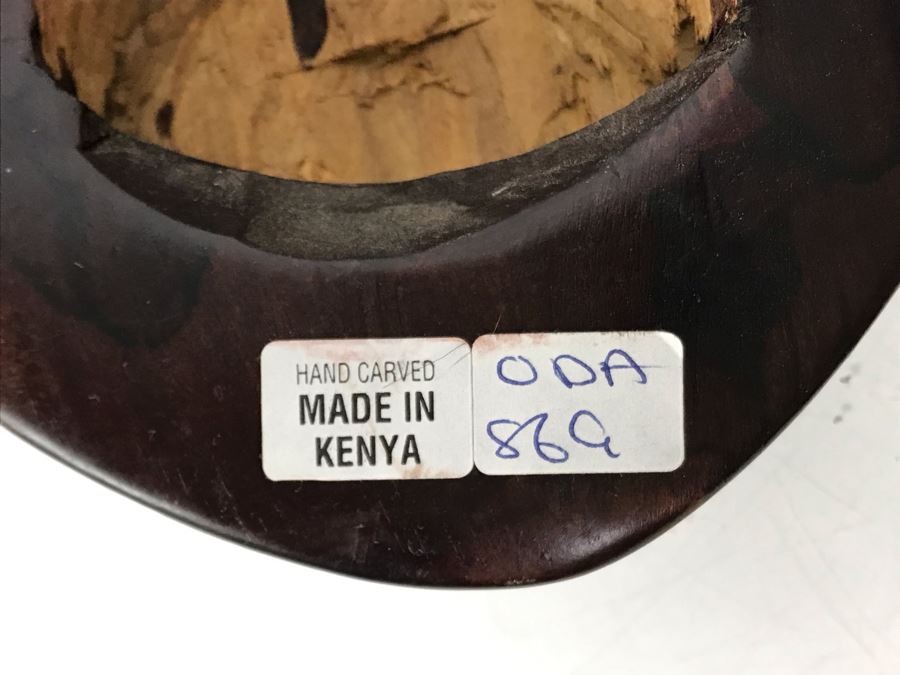 HAND CARVED
MADE IN
KENYA
ODA
869